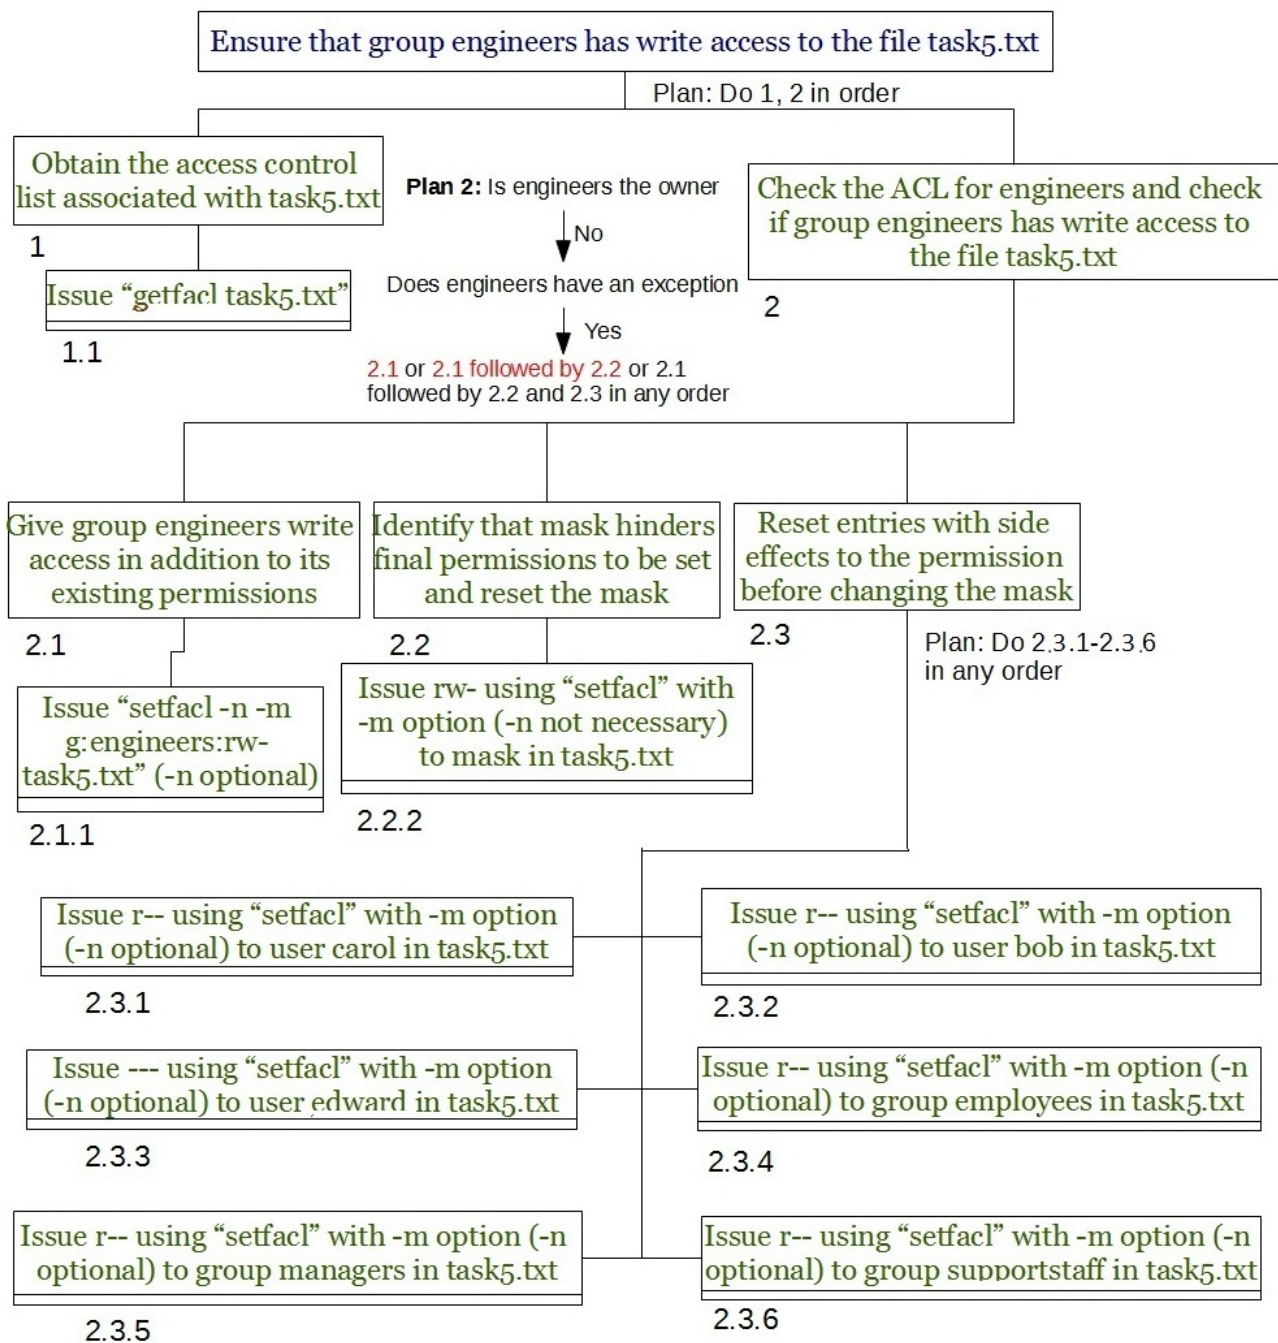 Ensure that group engineers has write access to the file task5.txt
Plan: Do 1, 2 in order
Obtain the access control
list associated with task5.txt
1
Issue “getfacl task5.txt”
1.1
Plan 2: Is engineers the owner
No
Does engineers have an exception
Yes
2.1 or 2.1 followed by 2.2 or 2.1
followed by 2.2 and 2.3 in any order
Check the ACL for engineers and check
if group engineers has write access to
the file task5.txt
2
Give group engineers write
access in addition to its
existing permissions
2.1
Issue “setfacl -n -m
g:engineers:rw-
task5.txt” (-n optional)
2.1.1
Identify that mask hinders
final permissions to be set
and reset the mask
2.2
Issue rw- using “setfacl” with
-m option (-n not necessary)
to mask in task5.txt
2.2.2
Reset entries with side
effects to the permission
before changing the mask
2.3
Plan: Do 2.3.1-2.3.6
in any order
Issue r-- using “setfacl” with -m option
(-n optional) to user carol in task5.txt
2.3.1
Issue r-- using “setfacl” with -m option
(-n optional) to user bob in task5.txt
2.3.2
Issue --- using “setfacl” with -m option
(-n optional) to user edward in task5.txt
2.3.3
Issue r-- using “setfacl” with -m option (-n
optional) to group employees in task5.txt
2.3.4
Issue r-- using “setfacl” with -m option (-n
optional) to group managers in task5.txt
2.3.5
Issue r-- using “setfacl” with -m option (-n
optional) to group supportstaff in task5.txt
2.3.6